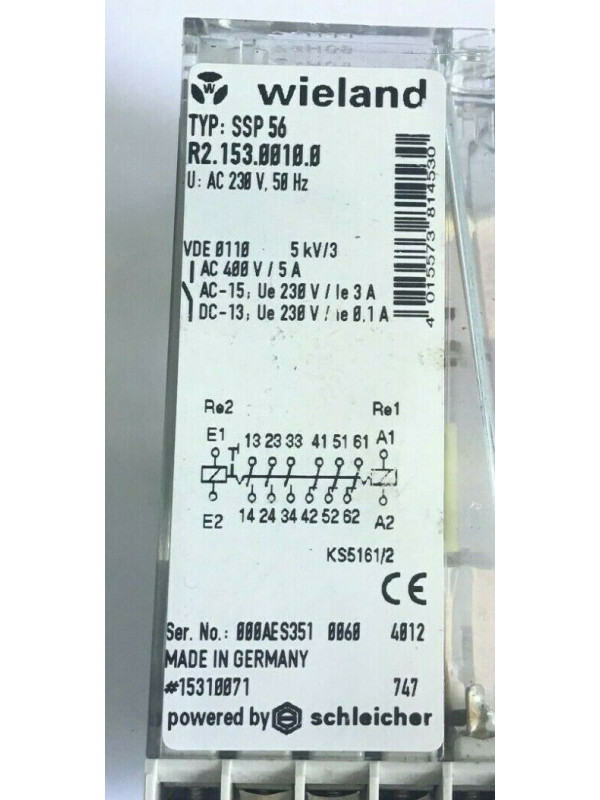 W wieland
TYP: SSP 56
R2.153.0010.0
U: AC 230 V, 50 Hz
VDE 0110 5 kV/3
AC 400 V / 5 A
AC-15; Ue 230 V / Ie 3 A
DC-13; Ue 230 V / Ie 0,1 A
4 015573 814530
Re2 Re1
E1 13 23 33 41 51 61 A1
E2 14 24 34 42 52 62 A2
KS5161/2
CE
Ser. No.: 000AES351 0060 4012
MADE IN GERMANY
#15310071 747
powered by schleicher